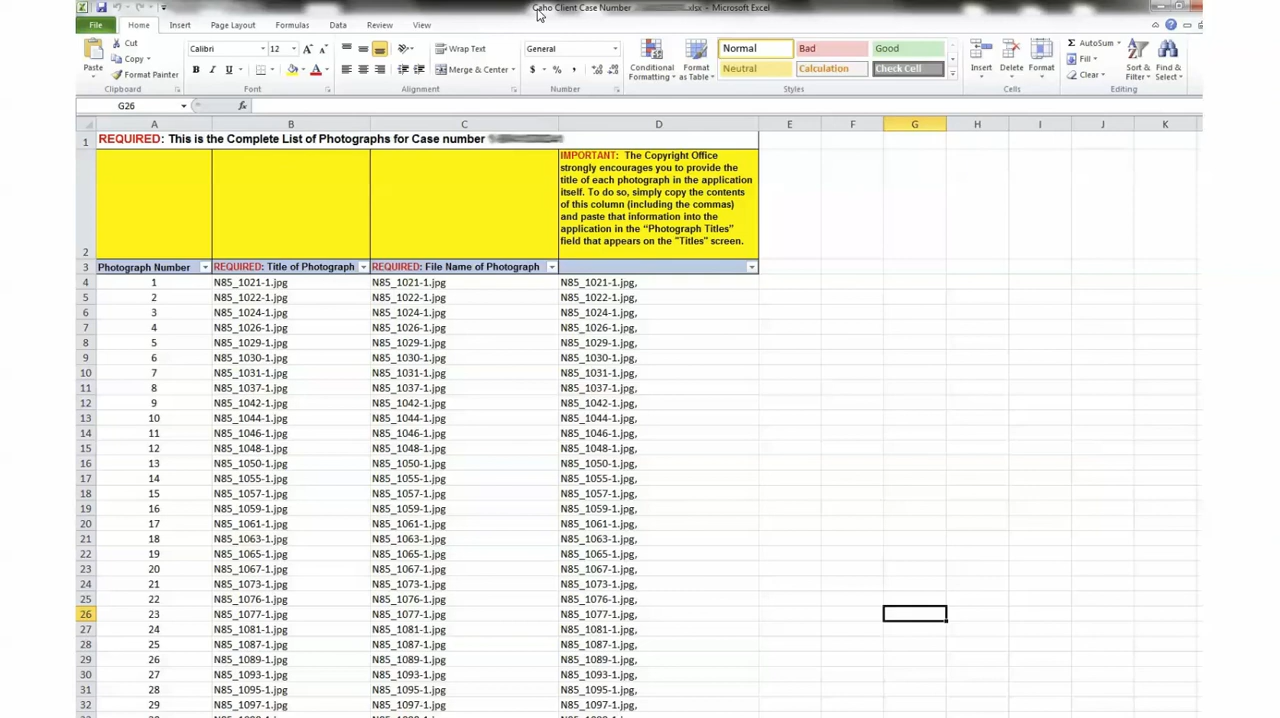 Caho Client Case Number .xlsx - Microsoft Excel
File Home Insert Page Layout Formulas Data Review View
Cut
Copy
Format Painter
Paste
Clipboard
Calibri 12
B I U
Font
Wrap Text
Merge & Center
Alignment
General
$ % ,
Number
Conditional Formatting
Format as Table
Normal Bad Good
Neutral Calculation Check Cell
Styles
Insert Delete Format
Cells
AutoSum
Fill
Clear
Sort & Filter
Find & Select
Editing
G26 fx
A B C D E F G H I J K
1 REQUIRED: This is the Complete List of Photographs for Case number
2 IMPORTANT: The Copyright Office
strongly encourages you to provide the
title of each photograph in the application
itself. To do so, simply copy the contents
of this column (including the commas)
and paste that information into the
application in the “Photograph Titles”
field that appears on the "Titles" screen.
3 Photograph Number REQUIRED: Title of Photograph REQUIRED: File Name of Photograph
4 1 N85_1021-1.jpg N85_1021-1.jpg N85_1021-1.jpg,
5 2 N85_1022-1.jpg N85_1022-1.jpg N85_1022-1.jpg,
6 3 N85_1024-1.jpg N85_1024-1.jpg N85_1024-1.jpg,
7 4 N85_1026-1.jpg N85_1026-1.jpg N85_1026-1.jpg,
8 5 N85_1029-1.jpg N85_1029-1.jpg N85_1029-1.jpg,
9 6 N85_1030-1.jpg N85_1030-1.jpg N85_1030-1.jpg,
10 7 N85_1031-1.jpg N85_1031-1.jpg N85_1031-1.jpg,
11 8 N85_1037-1.jpg N85_1037-1.jpg N85_1037-1.jpg,
12 9 N85_1042-1.jpg N85_1042-1.jpg N85_1042-1.jpg,
13 10 N85_1044-1.jpg N85_1044-1.jpg N85_1044-1.jpg,
14 11 N85_1046-1.jpg N85_1046-1.jpg N85_1046-1.jpg,
15 12 N85_1048-1.jpg N85_1048-1.jpg N85_1048-1.jpg,
16 13 N85_1050-1.jpg N85_1050-1.jpg N85_1050-1.jpg,
17 14 N85_1055-1.jpg N85_1055-1.jpg N85_1055-1.jpg,
18 15 N85_1057-1.jpg N85_1057-1.jpg N85_1057-1.jpg,
19 16 N85_1059-1.jpg N85_1059-1.jpg N85_1059-1.jpg,
20 17 N85_1061-1.jpg N85_1061-1.jpg N85_1061-1.jpg,
21 18 N85_1063-1.jpg N85_1063-1.jpg N85_1063-1.jpg,
22 19 N85_1065-1.jpg N85_1065-1.jpg N85_1065-1.jpg,
23 20 N85_1067-1.jpg N85_1067-1.jpg N85_1067-1.jpg,
24 21 N85_1073-1.jpg N85_1073-1.jpg N85_1073-1.jpg,
25 22 N85_1076-1.jpg N85_1076-1.jpg N85_1076-1.jpg,
26 23 N85_1077-1.jpg N85_1077-1.jpg N85_1077-1.jpg,
27 24 N85_1081-1.jpg N85_1081-1.jpg N85_1081-1.jpg,
28 25 N85_1087-1.jpg N85_1087-1.jpg N85_1087-1.jpg,
29 26 N85_1089-1.jpg N85_1089-1.jpg N85_1089-1.jpg,
30 27 N85_1093-1.jpg N85_1093-1.jpg N85_1093-1.jpg,
31 28 N85_1095-1.jpg N85_1095-1.jpg N85_1095-1.jpg,
32 29 N85_1097-1.jpg N85_1097-1.jpg N85_1097-1.jpg,